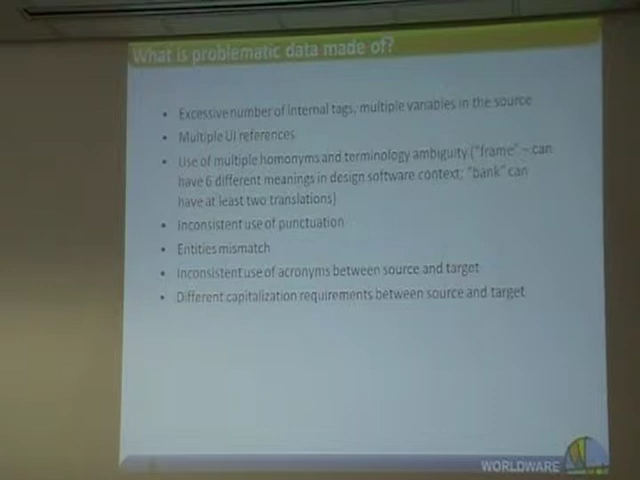 What is problematic data made of?
• Excessive number of internal tags, multiple variables in the source
• Multiple UI references
• Use of multiple homonyms and terminology ambiguity ("frame" – can
have 6 different meanings in design software context; "bank" can
have at least two translations)
• Inconsistent use of punctuation
• Entities mismatch
• Inconsistent use of acronyms between source and target
• Different capitalization requirements between source and target
WORLDWARE